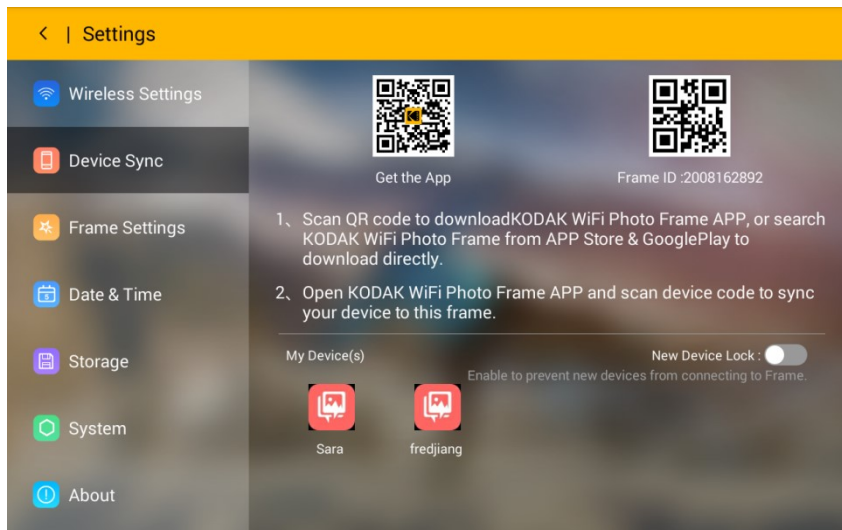 < | Settings
Wireless Settings
Device Sync
Frame Settings
Date & Time
Storage
System
About
Get the App
Frame ID :2008162892
1、Scan QR code to downloadKODAK WiFi Photo Frame APP, or search
KODAK WiFi Photo Frame from APP Store & GooglePlay to
download directly.
2、Open KODAK WiFi Photo Frame APP and scan device code to sync
your device to this frame.
My Device(s)
New Device Lock :
Enable to prevent new devices from connecting to Frame.
Sara
fredjiang